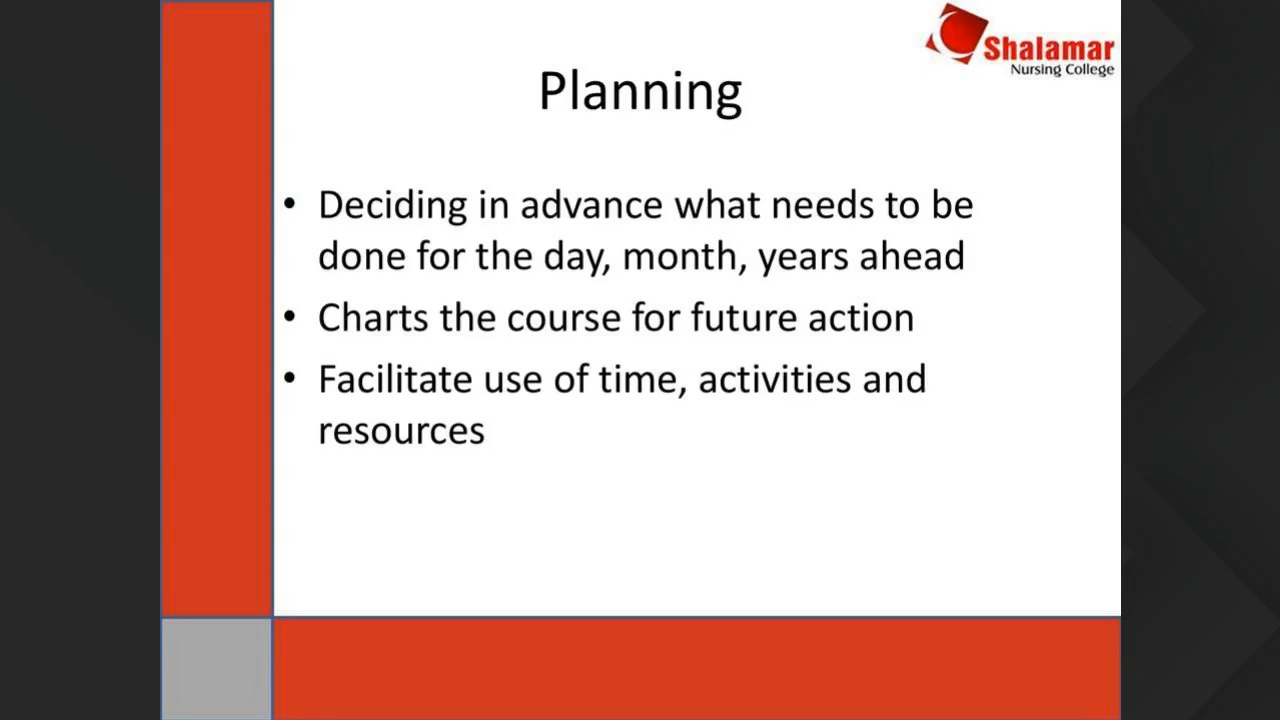 Shalamar
Nursing College
Planning
• Deciding in advance what needs to be
done for the day, month, years ahead
• Charts the course for future action
• Facilitate use of time, activities and
resources